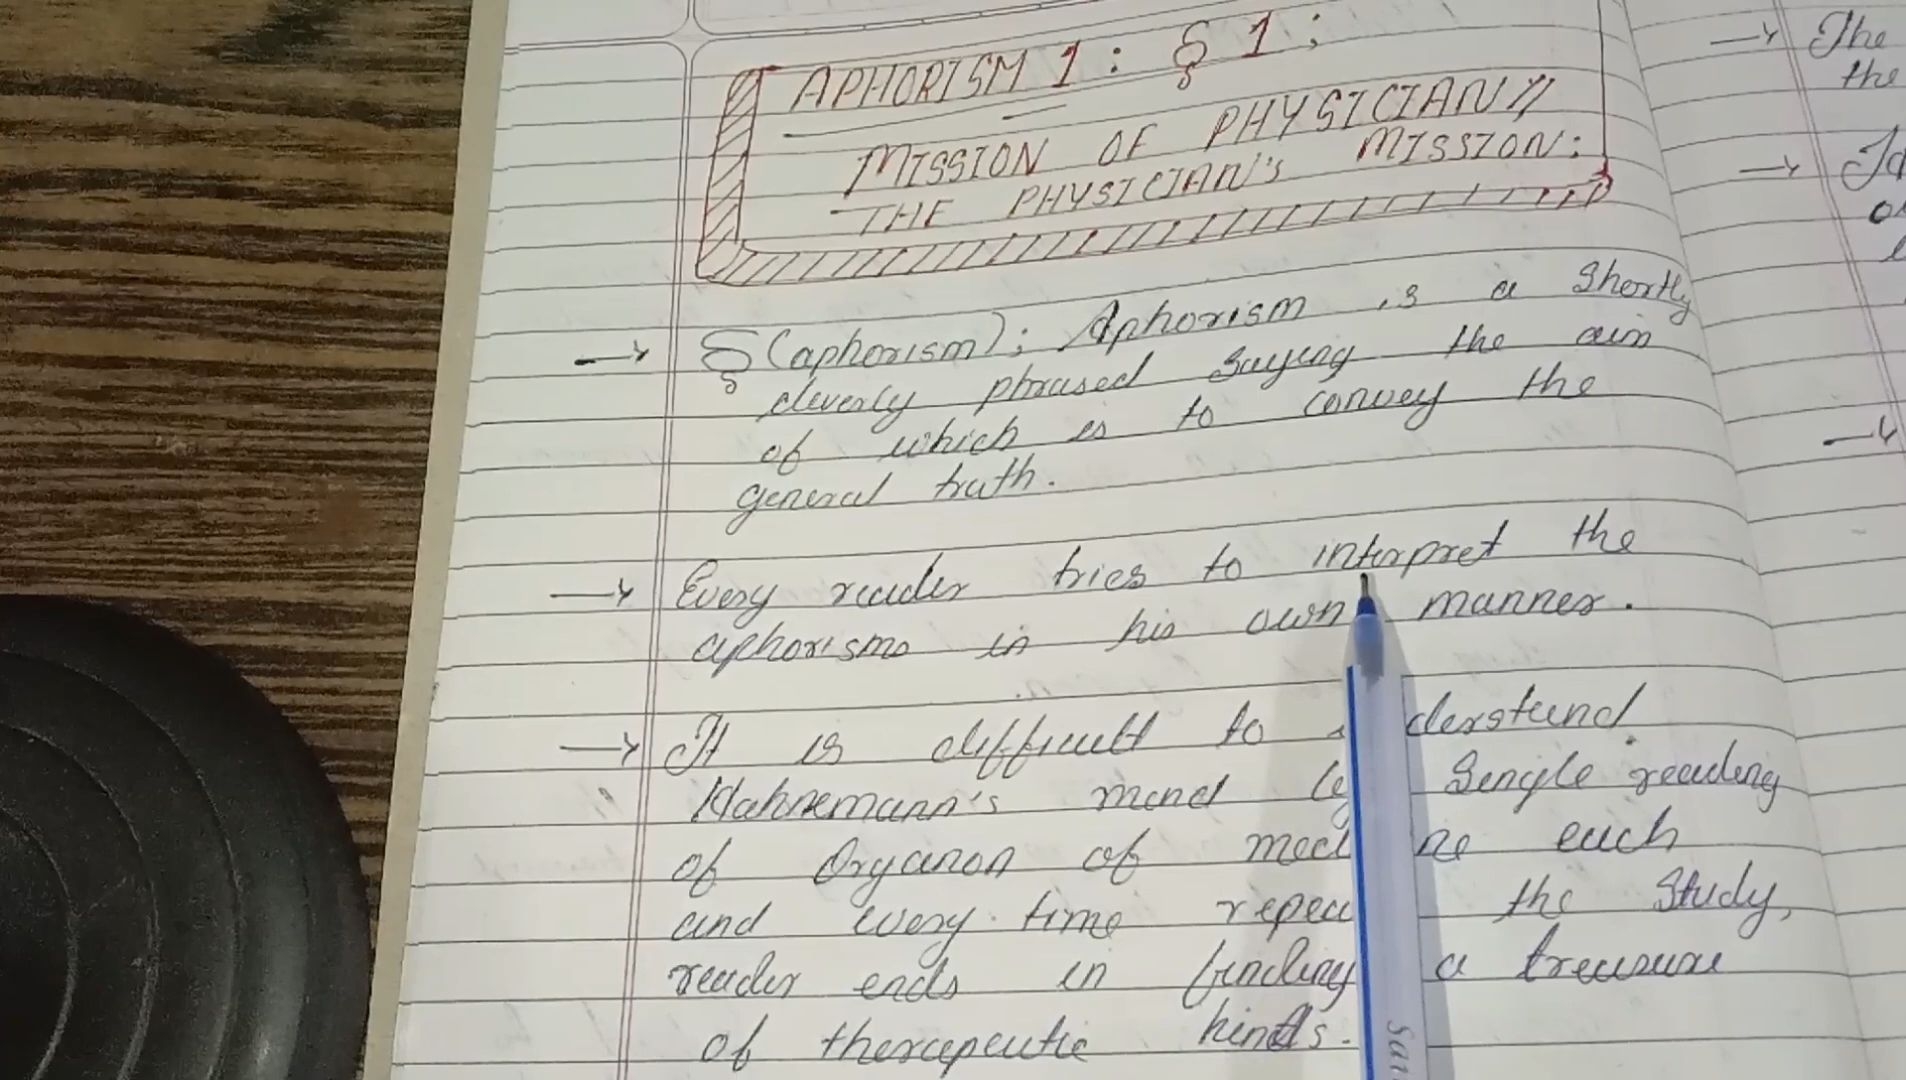 APHORISM 1 : § 1 ;
MISSION OF PHYSICIAN //
THE PHYSICIAN'S MISSION :
→ § (aphorism) ; Aphorism is a Shortly
cleverly phrased saying the aim
of which is to convey the
general truth.
→ Every reader tries to interpret the
aphorisms in his own manner.
→ It is difficult to derstand
Hahnemann's mind Single reading
of Organon of med ne each
and every time repea the Study,
reader ends in finding a treasure
of therapeutic hints.
→ The
the
→
→